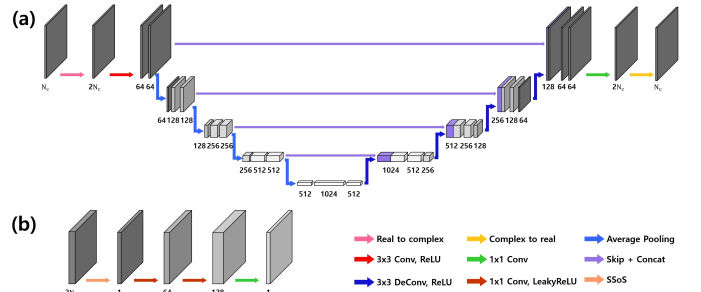 (a)
N_c
2N_c
64 64
64 128 128
128 256 256
256 512 512
512 1024 512
1024 512 256
512 256 128
256 128 64
128 64 64
2N_c
N_c
(b)
1
64
128
1
Real to complex
3x3 Conv, ReLU
3x3 DeConv, ReLU
Complex to real
1x1 Conv
1x1 Conv, LeakyReLU
Average Pooling
Skip + Concat
SSoS